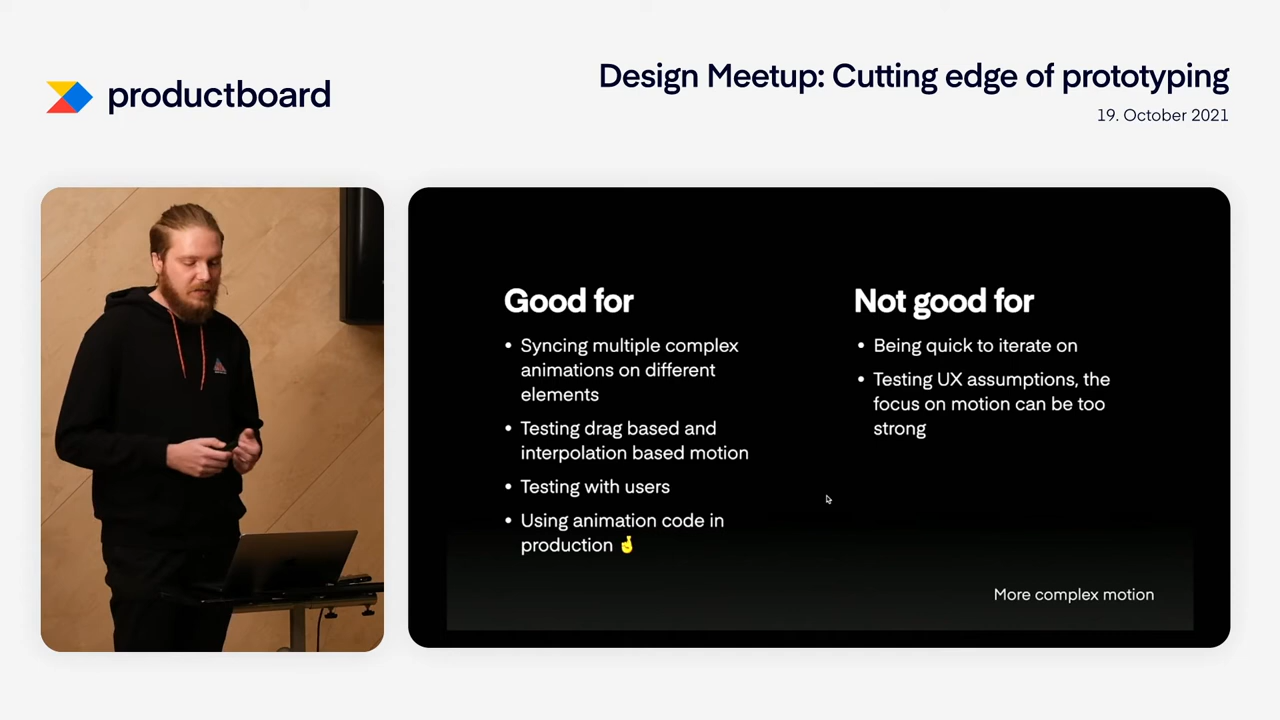 productboard
Design Meetup: Cutting edge of prototyping
19. October 2021
Good for
• Syncing multiple complex
animations on different
elements
• Testing drag based and
interpolation based motion
• Testing with users
• Using animation code in
production 🤞
Not good for
• Being quick to iterate on
• Testing UX assumptions, the
focus on motion can be too
strong
More complex motion